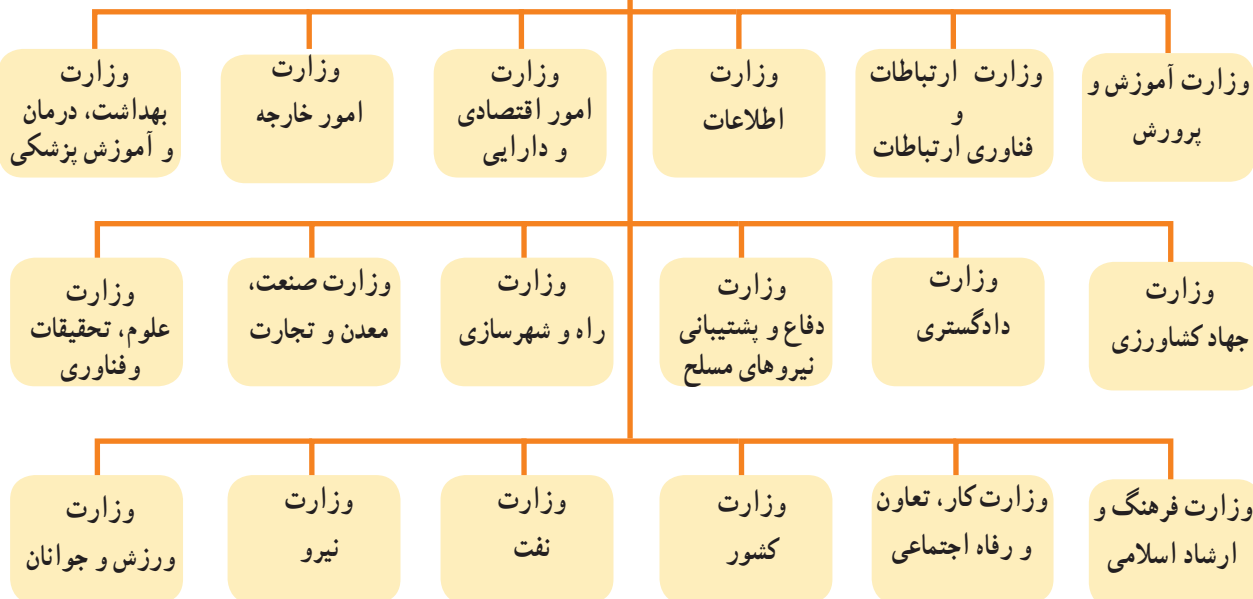 وزارت آموزش و
پرورش
وزارت ارتباطات
و
فناوری ارتباطات
وزارت
اطلاعات
وزارت
امور اقتصادی
و دارایی
وزارت
امور خارجه
وزارت
بهداشت، درمان
و آموزش پزشکی
وزارت
جهاد کشاورزی
وزارت
دادگستری
وزارت
دفاع و پشتیبانی
نیروهای مسلح
وزارت
راه و شهرسازی
وزارت صنعت،
معدن و تجارت
وزارت
علوم، تحقیقات
وفناوری
وزارت فرهنگ و
ارشاد اسلامی
وزارت کار، تعاون
و رفاه اجتماعی
وزارت
کشور
وزارت
نفت
وزارت
نیرو
وزارت
ورزش و جوانان